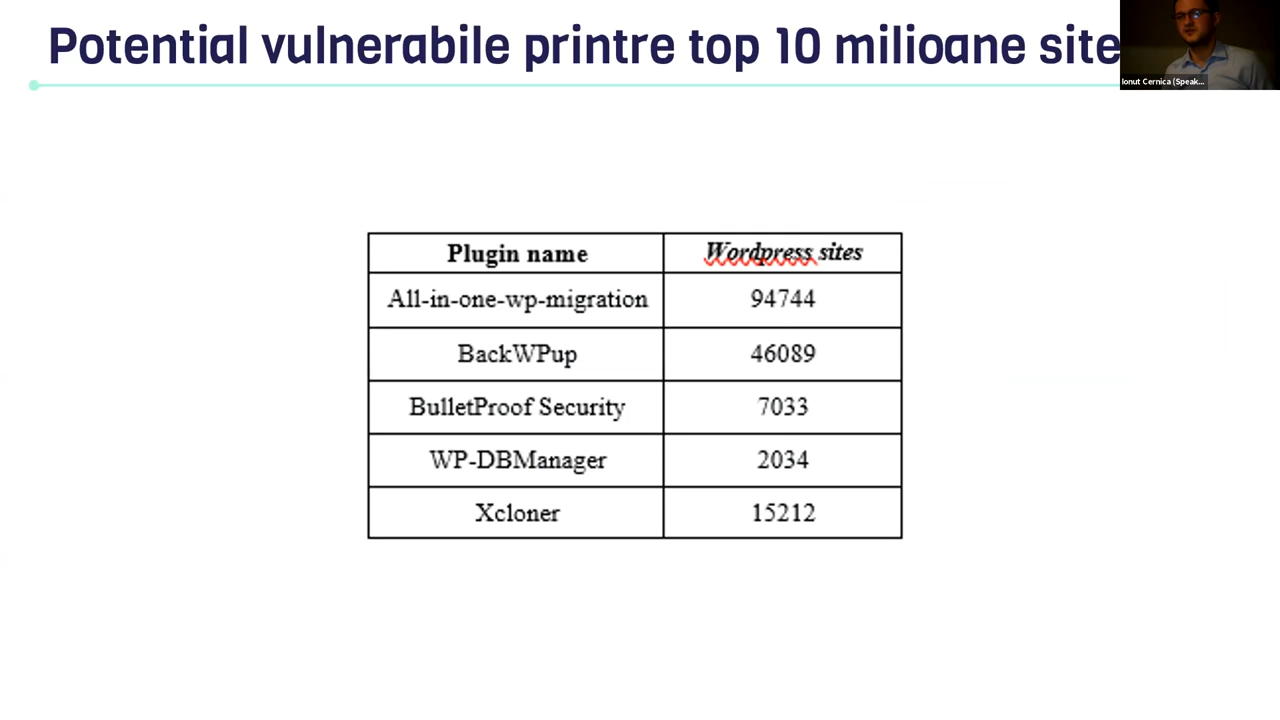 Potential vulnerabile printre top 10 milioane site
Ionut Cernica (Speak...
Plugin name Wordpress sites
All-in-one-wp-migration 94744
BackWPup 46089
BulletProof Security 7033
WP-DBManager 2034
Xcloner 15212